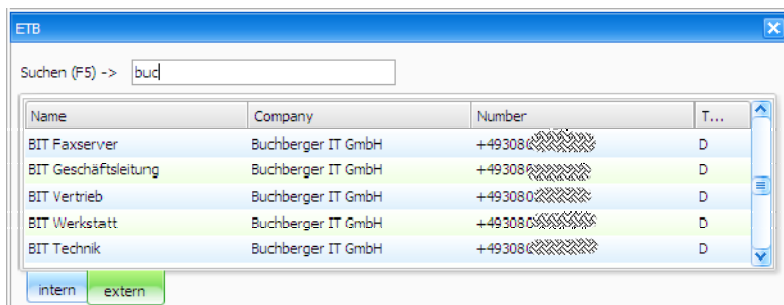 ETB
Suchen (F5) -> buc
Name Company Number T...
BIT Faxserver Buchberger IT GmbH +493080 D
BIT Geschäftsleitung Buchberger IT GmbH +493080 D
BIT Vertrieb Buchberger IT GmbH +493080 D
BIT Werkstatt Buchberger IT GmbH +493080 D
BIT Technik Buchberger IT GmbH +493080 D
intern extern